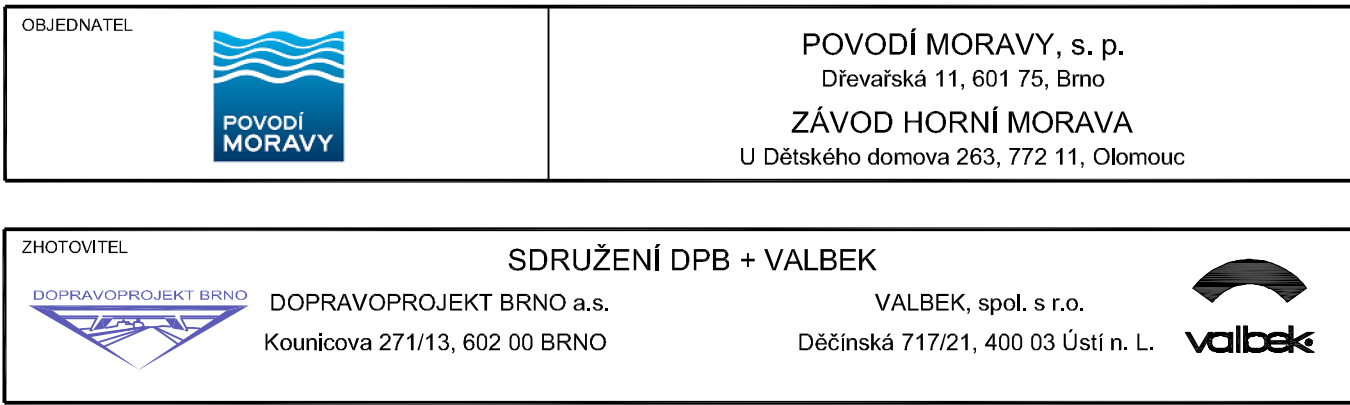 OBJEDNATEL
POVODÍ
MORAVY
POVODÍ MORAVY, s. p.
Dřevařská 11, 601 75, Brno
ZÁVOD HORNÍ MORAVA
U Dětského domova 263, 772 11, Olomouc
ZHOTOVITEL
SDRUŽENÍ DPB + VALBEK
DOPRAVOPROJEKT BRNO
DOPRAVOPROJEKT BRNO a.s.
Kounicova 271/13, 602 00 BRNO
VALBEK, spol. s r.o.
Děčínská 717/21, 400 03 Ústí n. L.
valbek